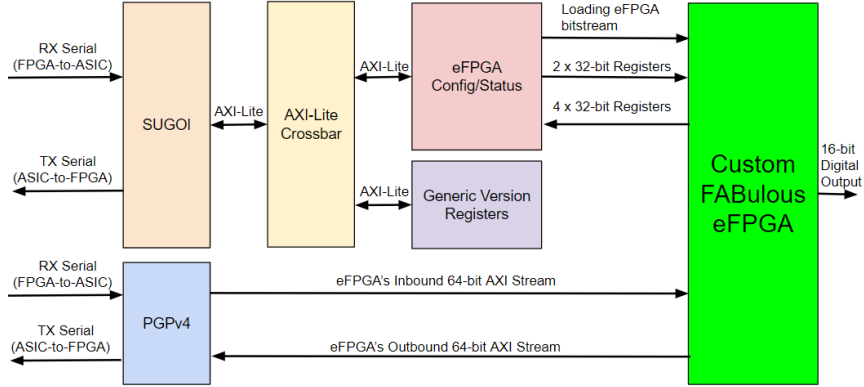 RX Serial
(FPGA-to-ASIC)
TX Serial
(ASIC-to-FPGA)
SUGOI
AXI-Lite
AXI-Lite
Crossbar
AXI-Lite
AXI-Lite
eFPGA
Config/Status
Generic Version
Registers
Loading eFPGA
bitstream
2 x 32-bit Registers
4 x 32-bit Registers
Custom
FABulous
eFPGA
16-bit
Digital
Output
RX Serial
(FPGA-to-ASIC)
TX Serial
(ASIC-to-FPGA)
PGPv4
eFPGA's Inbound 64-bit AXI Stream
eFPGA's Outbound 64-bit AXI Stream